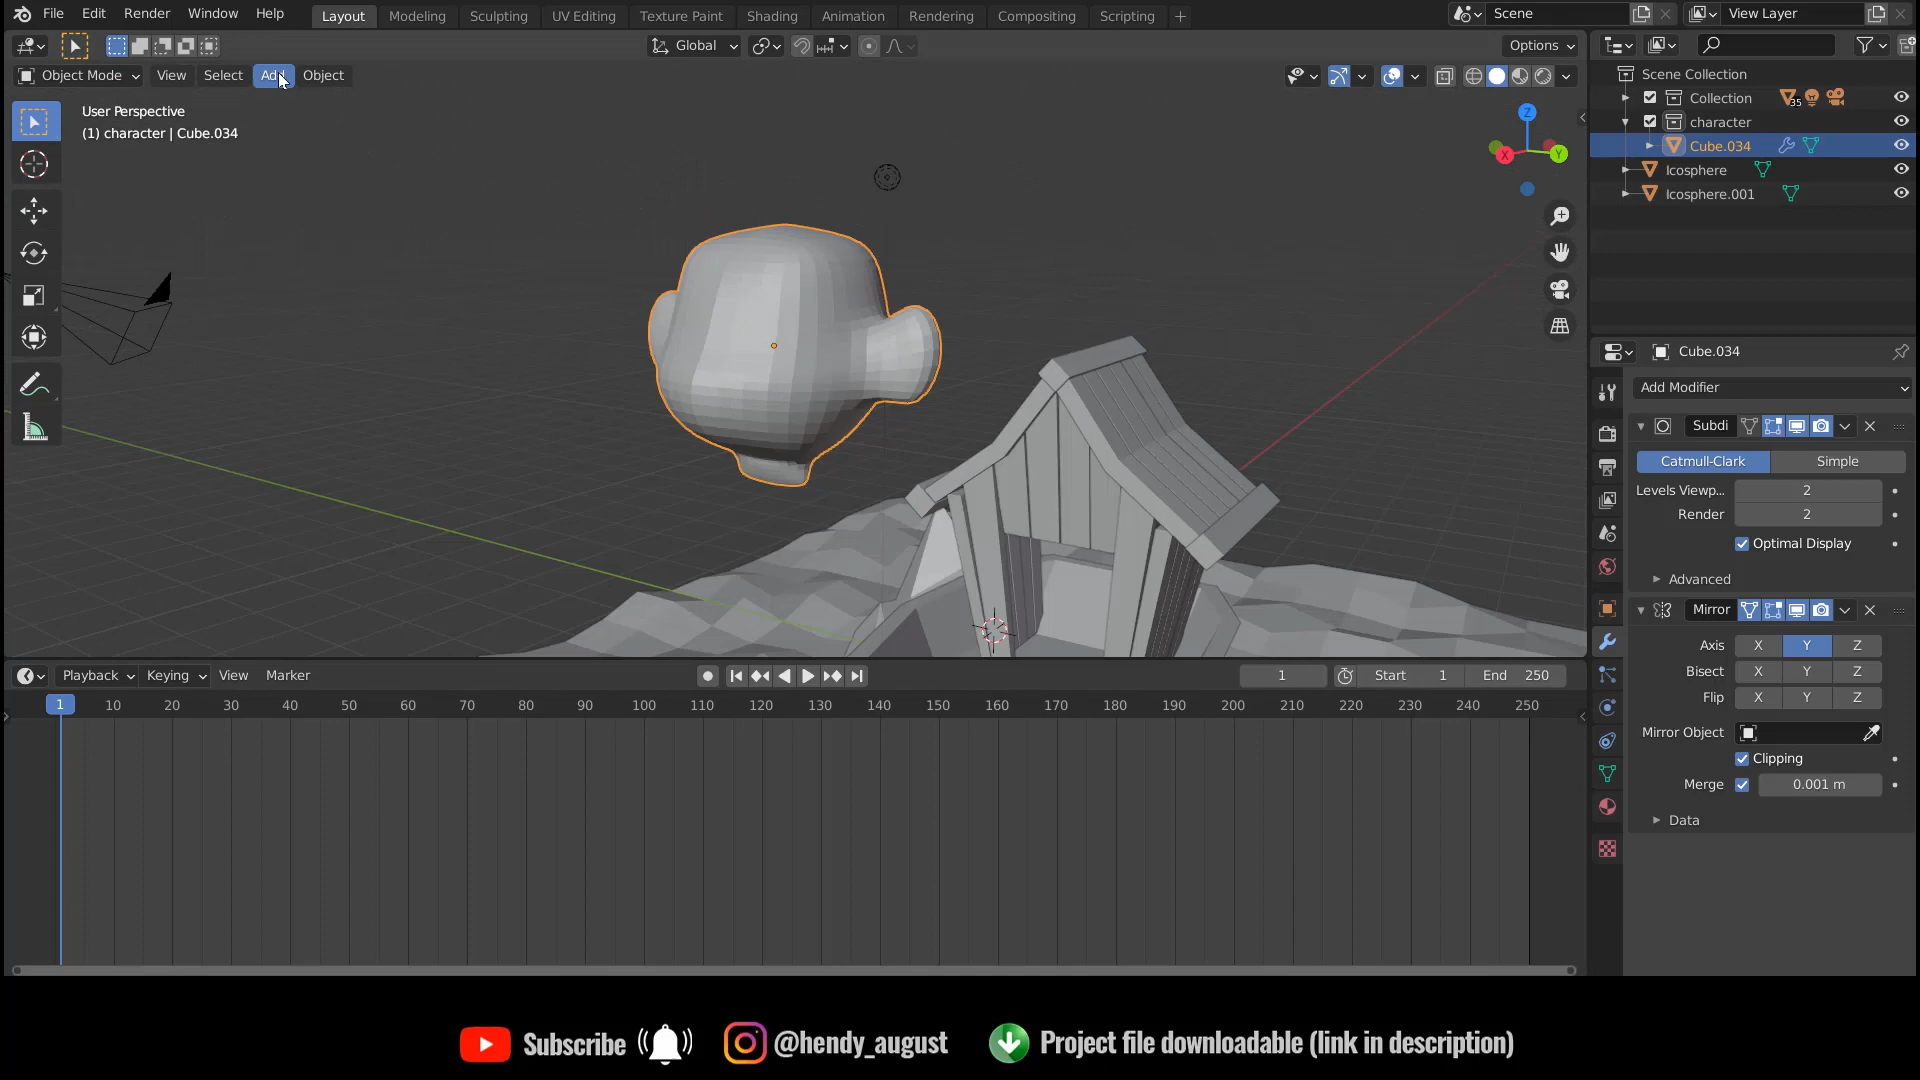 File Edit Render Window Help Layout Modeling Sculpting UV Editing Texture Paint Shading Animation Rendering Compositing Scripting + Scene View Layer
Global Options
Object Mode View Select Add Object
User Perspective
(1) character | Cube.034
Z
X Y
Scene Collection
Collection 35
character
Cube.034
Icosphere
Icosphere.001
Cube.034
Add Modifier
Subdi
Catmull-Clark Simple
Levels Viewp... 2
Render 2
Optimal Display
Advanced
Mirror
Axis X Y Z
Bisect X Y Z
Flip X Y Z
Mirror Object
Clipping
Merge 0.001 m
Data
Playback Keying View Marker 1 Start 1 End 250
1 10 20 30 40 50 60 70 80 90 100 110 120 130 140 150 160 170 180 190 200 210 220 230 240 250
Subscribe @hendy_august Project file downloadable (link in description)